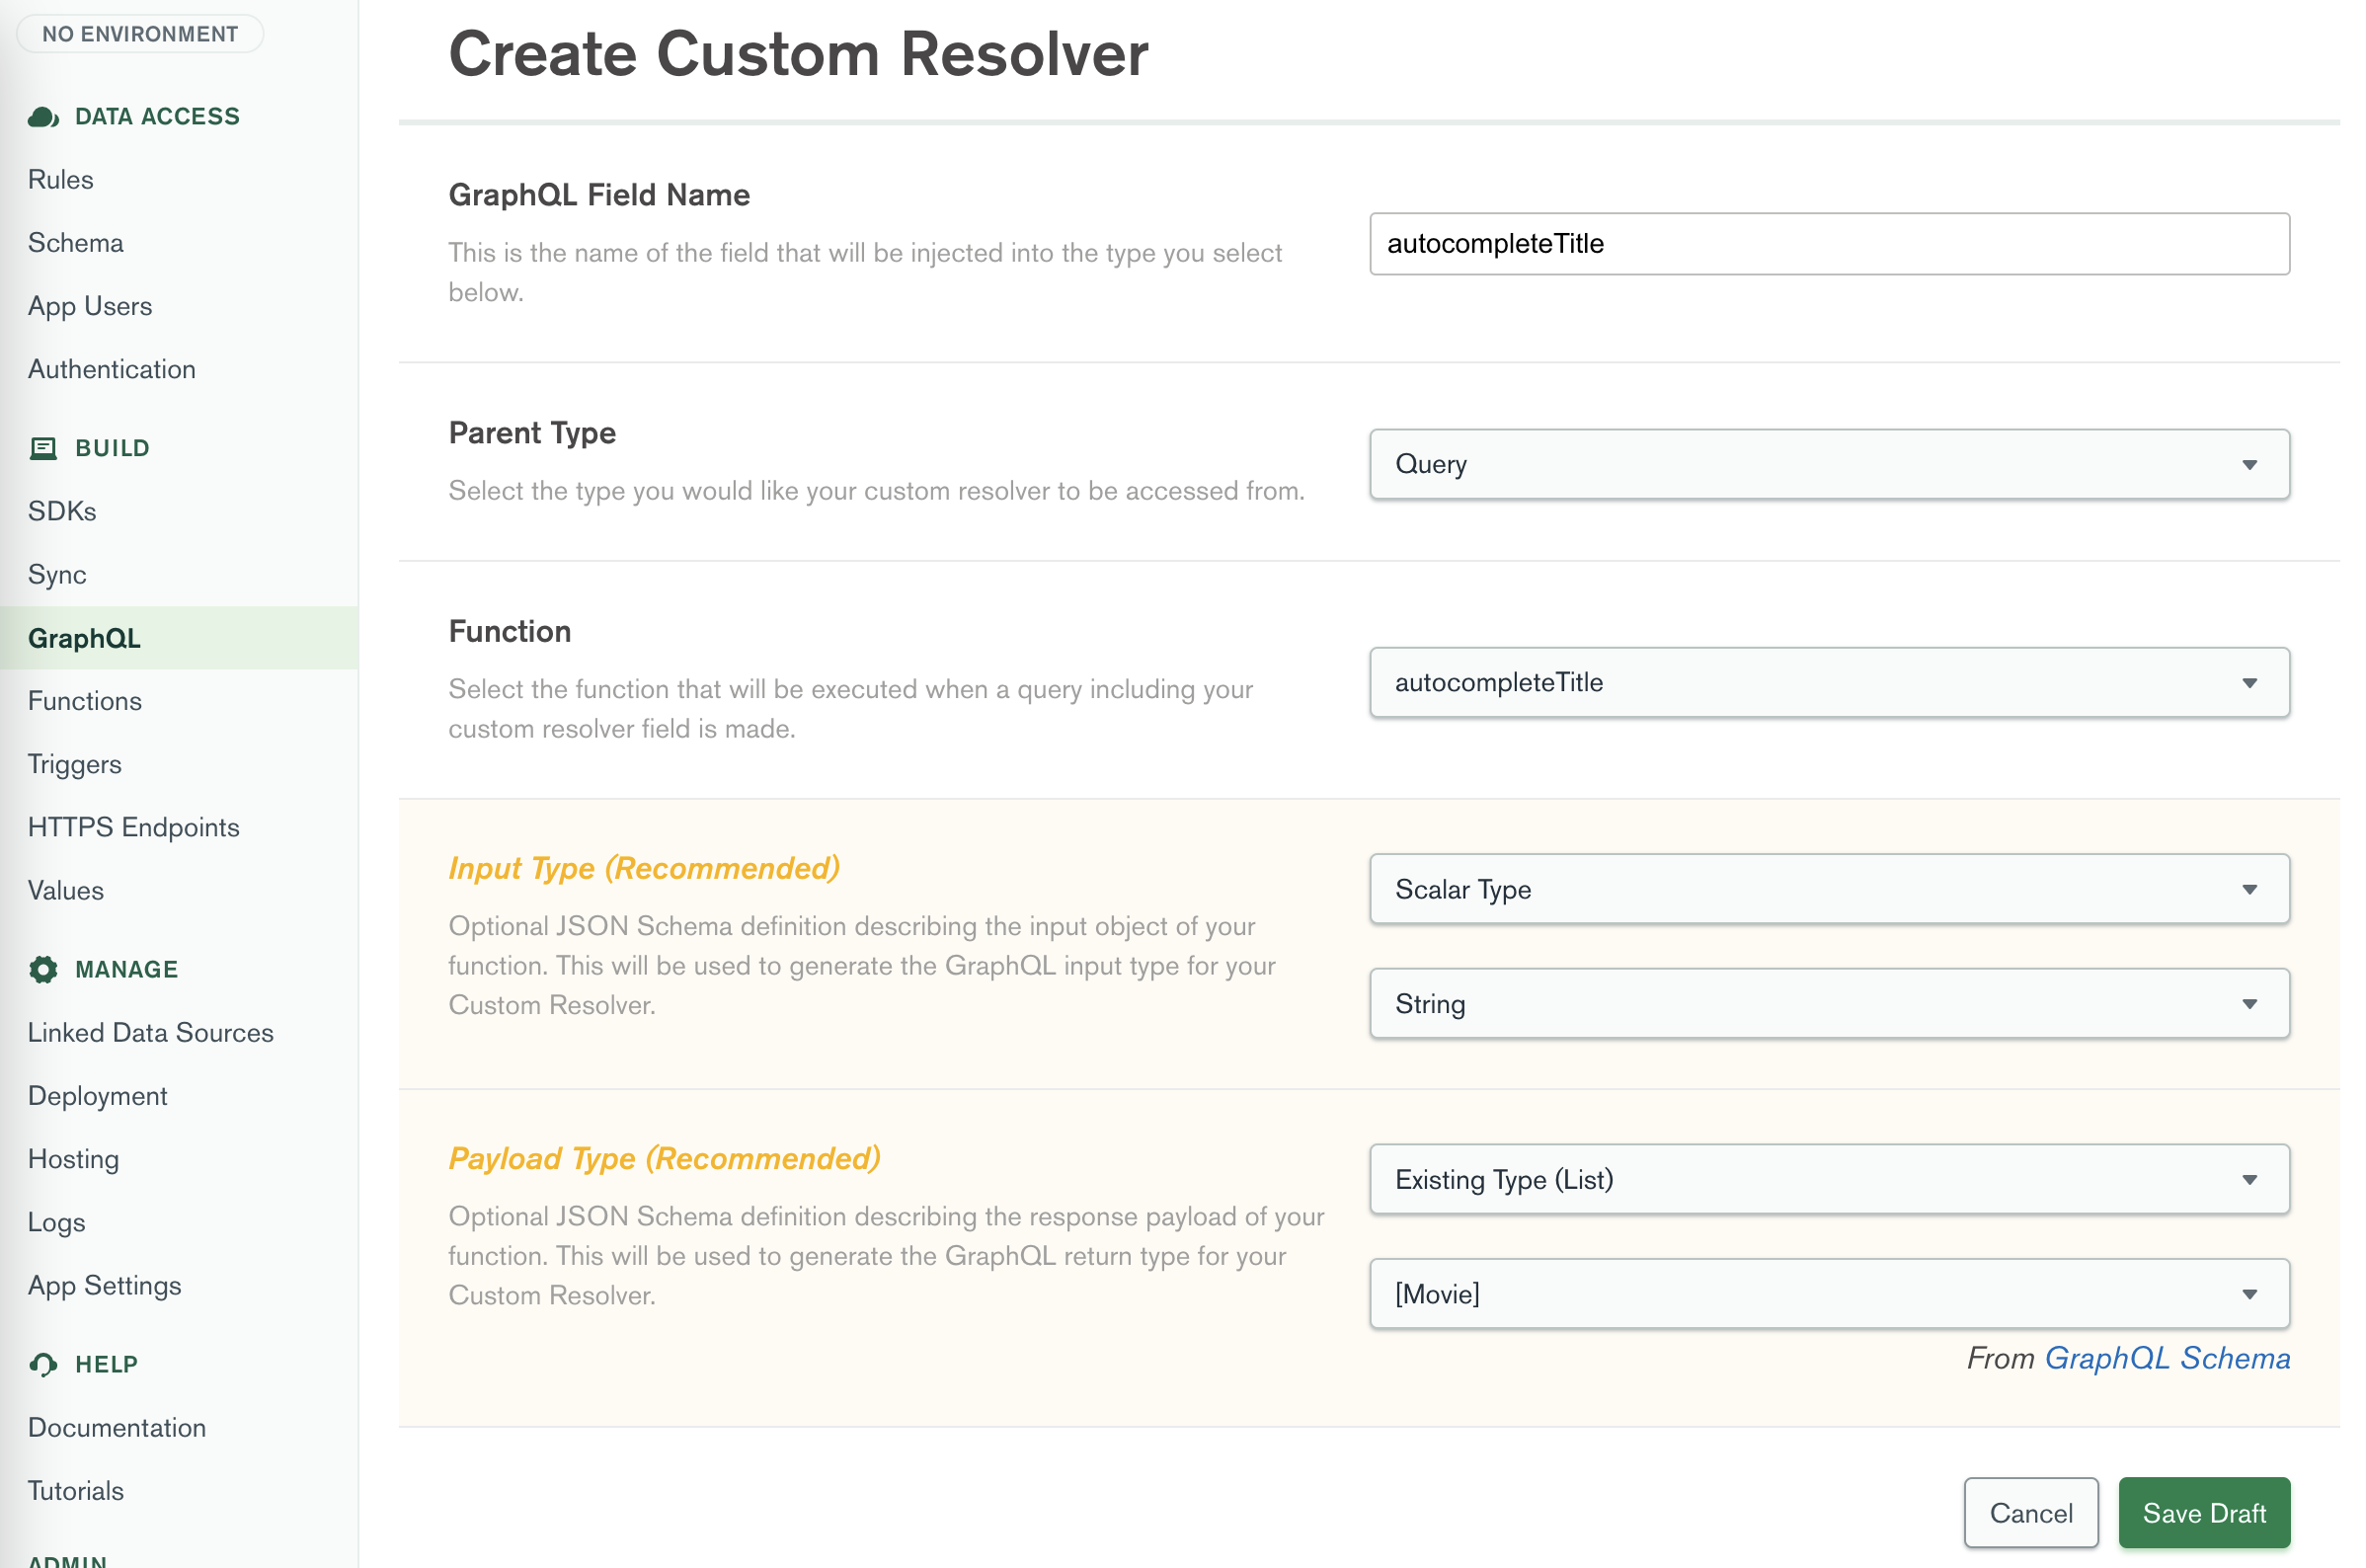 NO ENVIRONMENT
DATA ACCESS
Rules
Schema
App Users
Authentication
BUILD
SDKs
Sync
GraphQL
Functions
Triggers
HTTPS Endpoints
Values
MANAGE
Linked Data Sources
Deployment
Hosting
Logs
App Settings
HELP
Documentation
Tutorials
ADMIN
Create Custom Resolver
GraphQL Field Name
This is the name of the field that will be injected into the type you select
below.
autocompleteTitle
Parent Type
Select the type you would like your custom resolver to be accessed from.
Query
Function
Select the function that will be executed when a query including your
custom resolver field is made.
autocompleteTitle
Input Type (Recommended)
Optional JSON Schema definition describing the input object of your
function. This will be used to generate the GraphQL input type for your
Custom Resolver.
Scalar Type
String
Payload Type (Recommended)
Optional JSON Schema definition describing the response payload of your
function. This will be used to generate the GraphQL return type for your
Custom Resolver.
Existing Type (List)
[Movie]
From GraphQL Schema
Cancel
Save Draft